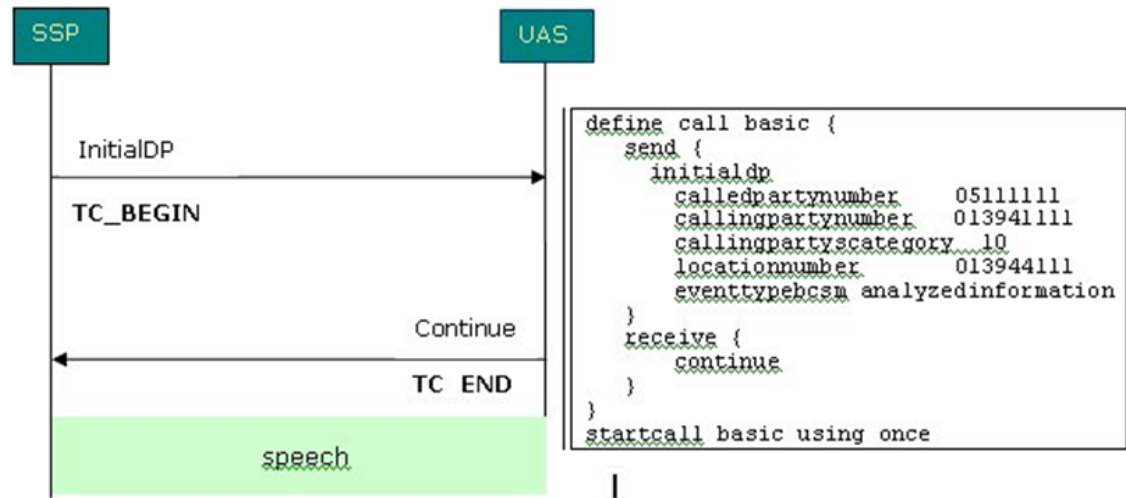 SSP
UAS
InitialDP
TC_BEGIN
Continue
TC END
speech
define call basic {
send {
initialdp
calledpartynumber 05111111
callingpartynumber 013941111
callingpartyscategory 10
locationnumber 013944111
eventtypebcsm analyzedinformation
}
receive {
continue
}
}
startcall basic using once